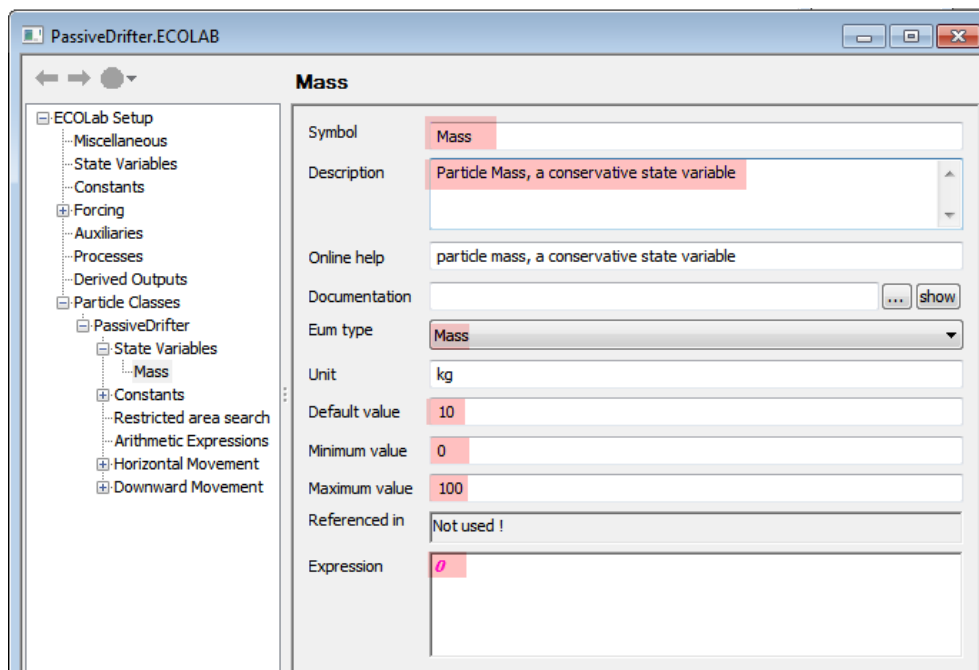 PassiveDrifter.ECOLAB
Mass
ECOLab Setup
Miscellaneous
State Variables
Constants
Forcing
Auxiliaries
Processes
Derived Outputs
Particle Classes
PassiveDrifter
State Variables
Mass
Constants
Restricted area search
Arithmetic Expressions
Horizontal Movement
Downward Movement
Symbol Mass
Description Particle Mass, a conservative state variable
Online help particle mass, a conservative state variable
Documentation ... show
Eum type Mass
Unit kg
Default value 10
Minimum value 0
Maximum value 100
Referenced in Not used !
Expression 0